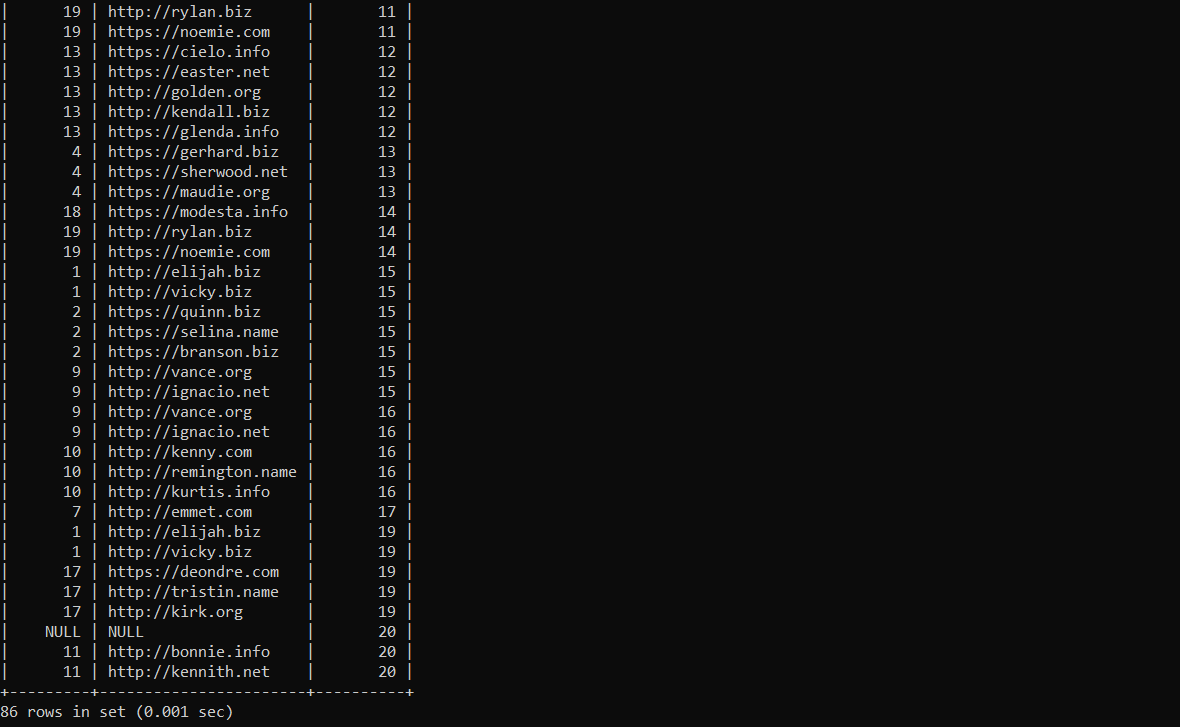 |      19 | http://rylan.biz      |       11 |
|      19 | https://noemie.com    |       11 |
|      13 | https://cielo.info    |       12 |
|      13 | https://easter.net    |       12 |
|      13 | http://golden.org     |       12 |
|      13 | http://kendall.biz    |       12 |
|      13 | https://glenda.info   |       12 |
|       4 | https://gerhard.biz   |       13 |
|       4 | https://sherwood.net  |       13 |
|       4 | https://maudie.org    |       13 |
|      18 | https://modesta.info  |       14 |
|      19 | http://rylan.biz      |       14 |
|      19 | https://noemie.com    |       14 |
|       1 | http://elijah.biz     |       15 |
|       1 | http://vicky.biz      |       15 |
|       2 | https://quinn.biz     |       15 |
|       2 | https://selina.name   |       15 |
|       2 | https://branson.biz   |       15 |
|       9 | http://vance.org      |       15 |
|       9 | http://ignacio.net    |       15 |
|       9 | http://vance.org      |       16 |
|       9 | http://ignacio.net    |       16 |
|      10 | http://kenny.com      |       16 |
|      10 | http://remington.name |       16 |
|      10 | http://kurtis.info    |       16 |
|       7 | http://emmet.com      |       17 |
|       1 | http://elijah.biz     |       19 |
|       1 | http://vicky.biz      |       19 |
|      17 | https://deondre.com   |       19 |
|      17 | http://tristin.name   |       19 |
|      17 | http://kirk.org       |       19 |
|    NULL | NULL                  |       20 |
|      11 | http://bonnie.info    |       20 |
|      11 | http://kennith.net    |       20 |
+---------+-----------------------+----------+
86 rows in set (0.001 sec)